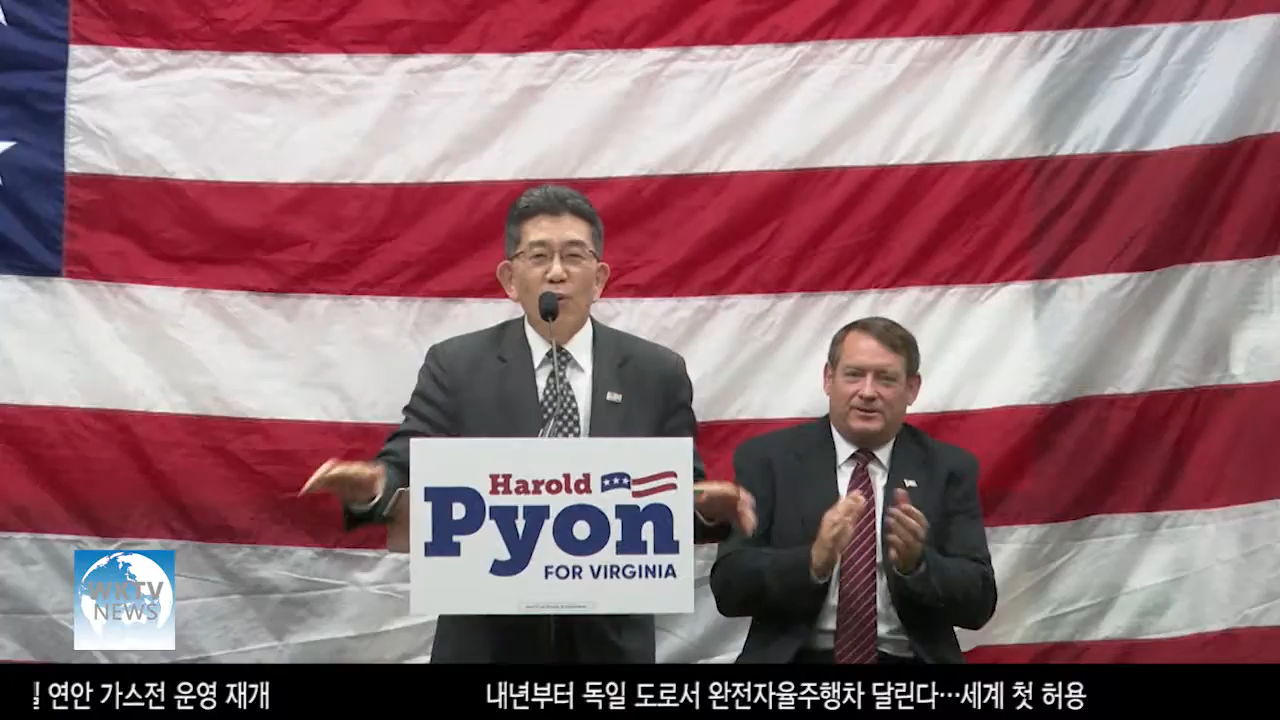 Harold
Pyon
FOR VIRGINIA
WKTV
NEWS
연안 가스전 운영 재개
내년부터 독일 도로서 완전자율주행차 달린다…세계 첫 허용